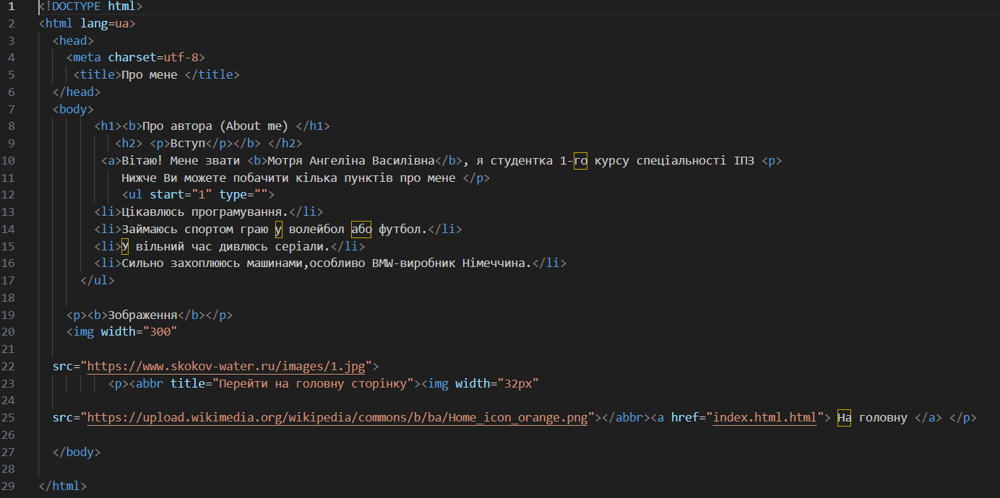 1 <!DOCTYPE html>
2 <html lang=ua>
3 <head>
4 <meta charset=utf-8>
5 <title>Про мене </title>
6 </head>
7 <body>
8 <h1><b>Про автора (About me) </h1>
9 <h2> <p>Вступ</p></b> </h2>
10 <a>Вітаю! Мене звати <b>Мотря Ангеліна Василівна</b>, я студентка 1-го курсу спеціальності ІПЗ <p>
11 Нижче Ви можете побачити кілька пунктів про мене </p>
12 <ul start="1" type="">
13 <li>Цікавлюсь програмування.</li>
14 <li>Займаюсь спортом граю у волейбол або футбол.</li>
15 <li>У вільний час дивлюсь серіали.</li>
16 <li>Сильно захоплююсь машинами,особливо BMW-виробник Німеччина.</li>
17 </ul>
18
19 <p><b>Зображення</b></p>
20 <img width="300"
21
22 src="https://www.skokov-water.ru/images/1.jpg">
23 <p><abbr title="Перейти на головну сторінку"><img width="32px"
24
25 src="https://upload.wikimedia.org/wikipedia/commons/b/ba/Home_icon_orange.png"></abbr><a href="index.html.html"> На головну </a> </p>
26
27 </body>
28
29 </html>